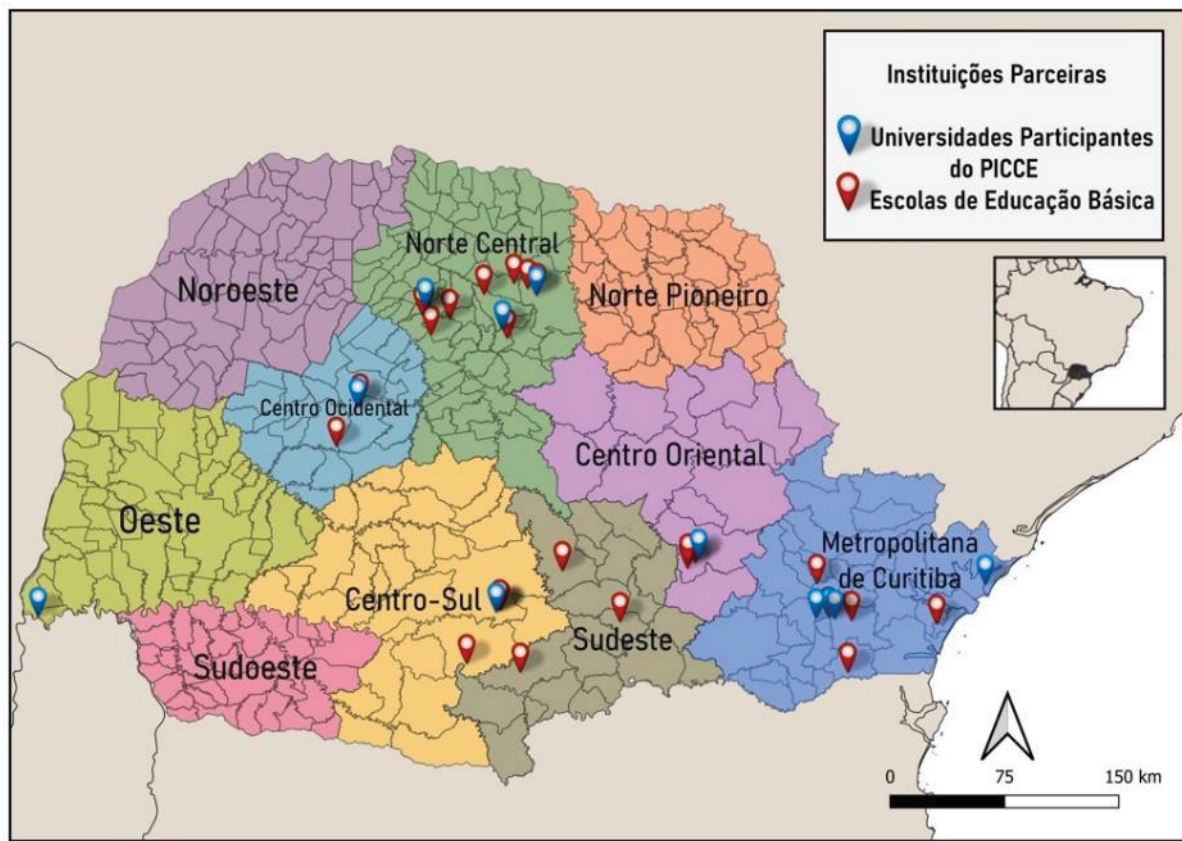 Instituições Parceiras
Universidades Participantes
do PICCE
Escolas de Educação Básica
Norte Central
Noroeste
Norte Pioneiro
Centro Ocidental
Centro Oriental
Oeste
Metropolitana
de Curitiba
Centro-Sul
Sudeste
Sudoeste
0 75 150 km